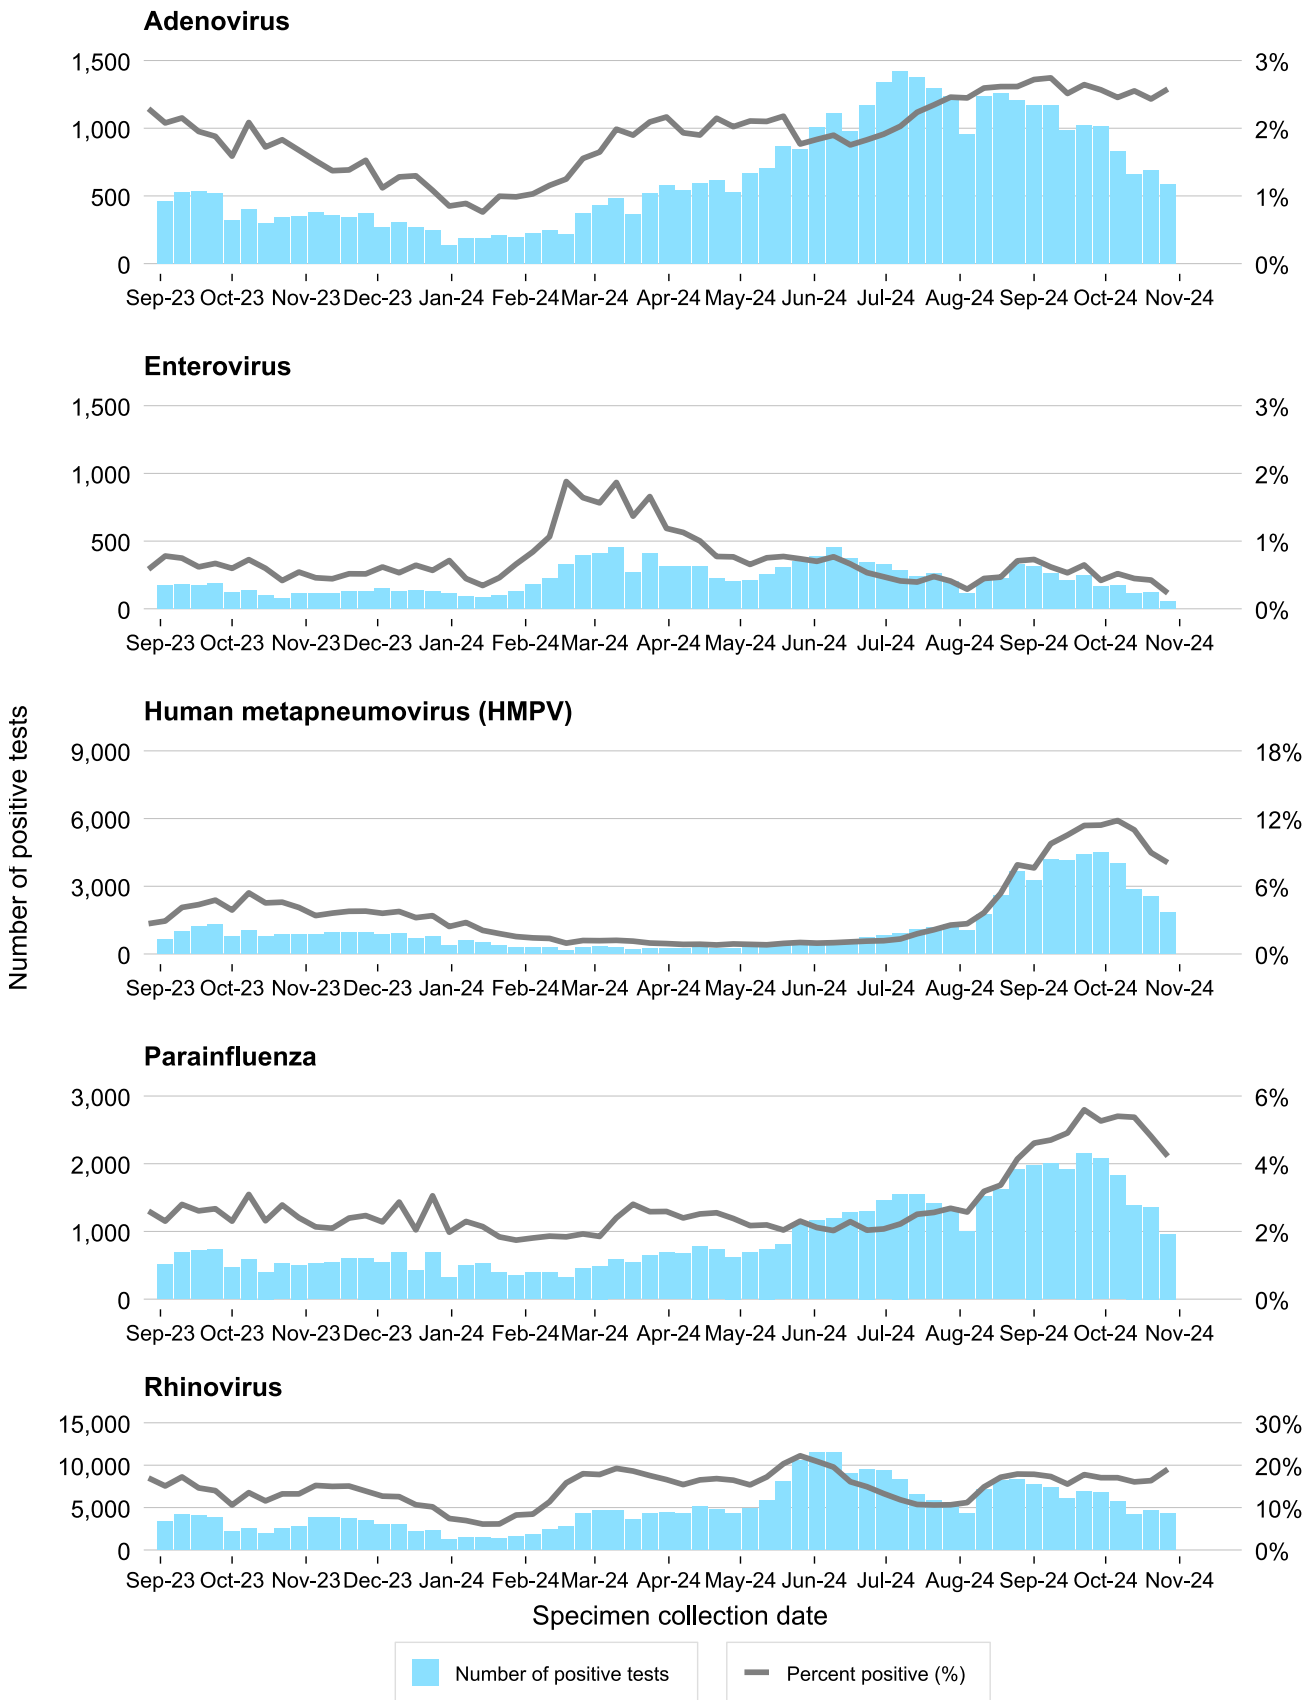 Adenovirus
1,500 3%
1,000 2%
500 1%
0 0%
Sep-23 Oct-23 Nov-23 Dec-23 Jan-24 Feb-24 Mar-24 Apr-24 May-24 Jun-24 Jul-24 Aug-24 Sep-24 Oct-24 Nov-24
Enterovirus
1,500 3%
1,000 2%
500 1%
0 0%
Sep-23 Oct-23 Nov-23 Dec-23 Jan-24 Feb-24 Mar-24 Apr-24 May-24 Jun-24 Jul-24 Aug-24 Sep-24 Oct-24 Nov-24
Number of positive tests
Human metapneumovirus (HMPV)
9,000 18%
6,000 12%
3,000 6%
0 0%
Sep-23 Oct-23 Nov-23 Dec-23 Jan-24 Feb-24 Mar-24 Apr-24 May-24 Jun-24 Jul-24 Aug-24 Sep-24 Oct-24 Nov-24
Parainfluenza
3,000 6%
2,000 4%
1,000 2%
0 0%
Sep-23 Oct-23 Nov-23 Dec-23 Jan-24 Feb-24 Mar-24 Apr-24 May-24 Jun-24 Jul-24 Aug-24 Sep-24 Oct-24 Nov-24
Rhinovirus
15,000 30%
10,000 20%
5,000 10%
0 0%
Sep-23 Oct-23 Nov-23 Dec-23 Jan-24 Feb-24 Mar-24 Apr-24 May-24 Jun-24 Jul-24 Aug-24 Sep-24 Oct-24 Nov-24
Specimen collection date
Number of positive tests Percent positive (%)